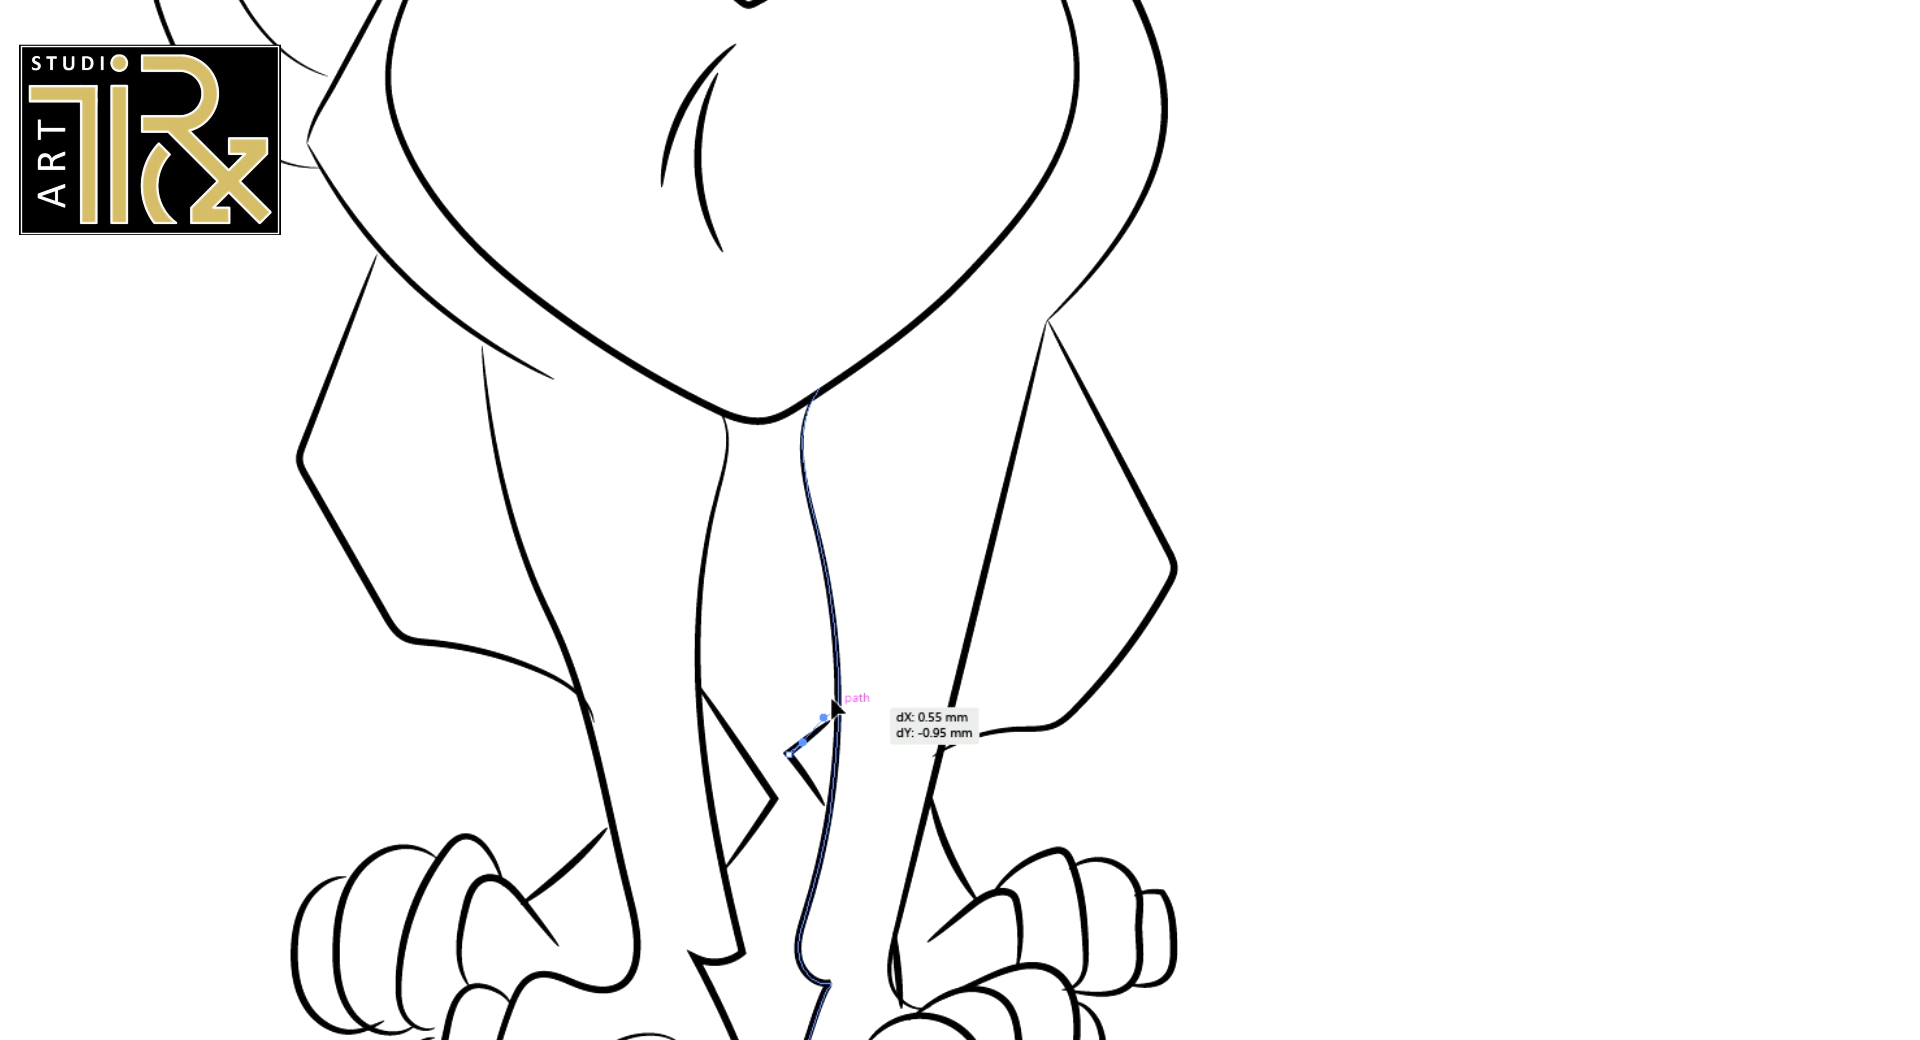 STUDIO
ART
path
dX: 0.55 mm
dY: -0.95 mm